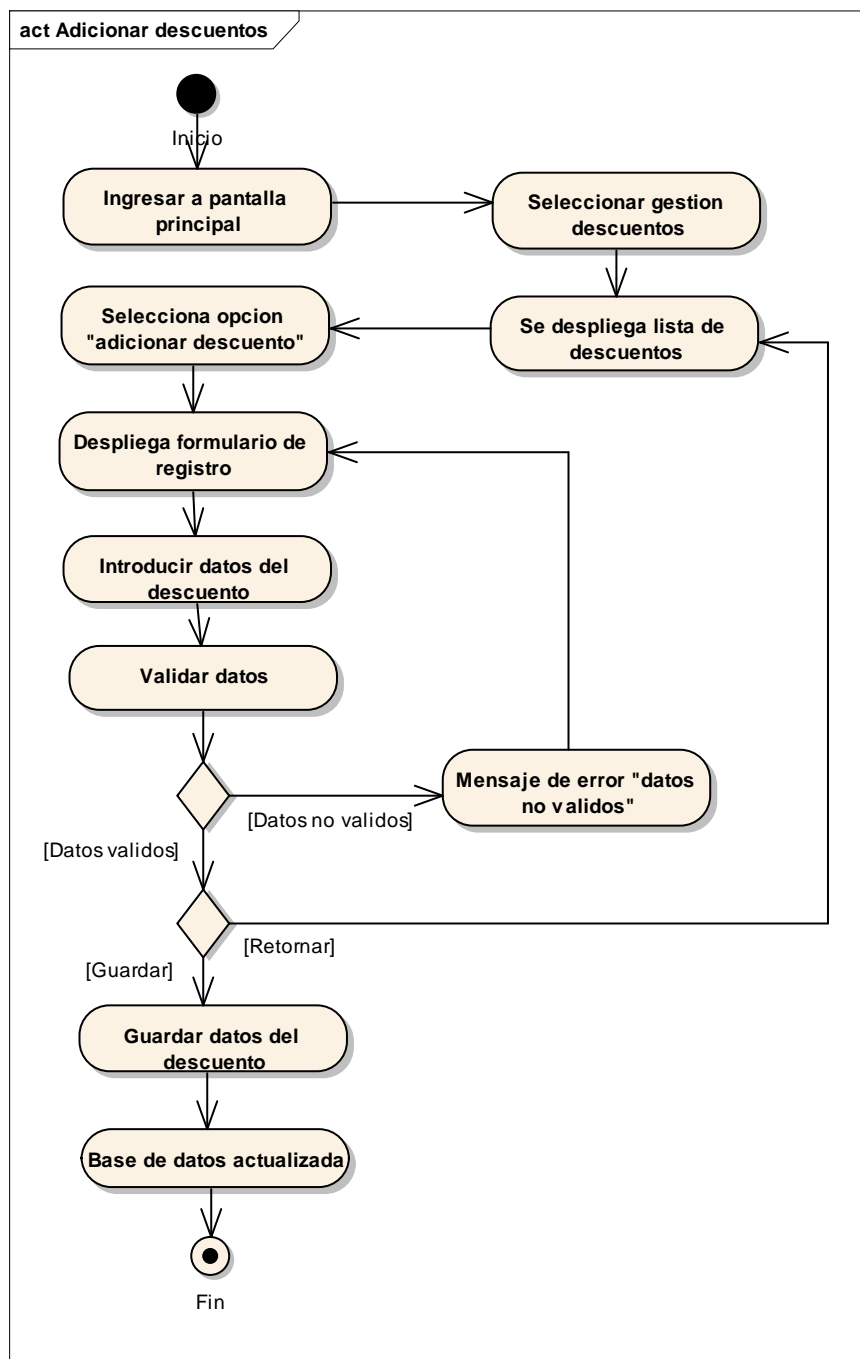 act Adicionar descuentos
Inicio
Ingresar a pantalla
principal
Seleccionar gestion
descuentos
Selecciona opcion
"adicionar descuento"
Se despliega lista de
descuentos
Despliega formulario de
registro
Introducir datos del
descuento
Validar datos
Mensaje de error "datos
no validos"
[Datos no validos]
[Datos validos]
[Retornar]
[Guardar]
Guardar datos del
descuento
Base de datos actualizada
Fin